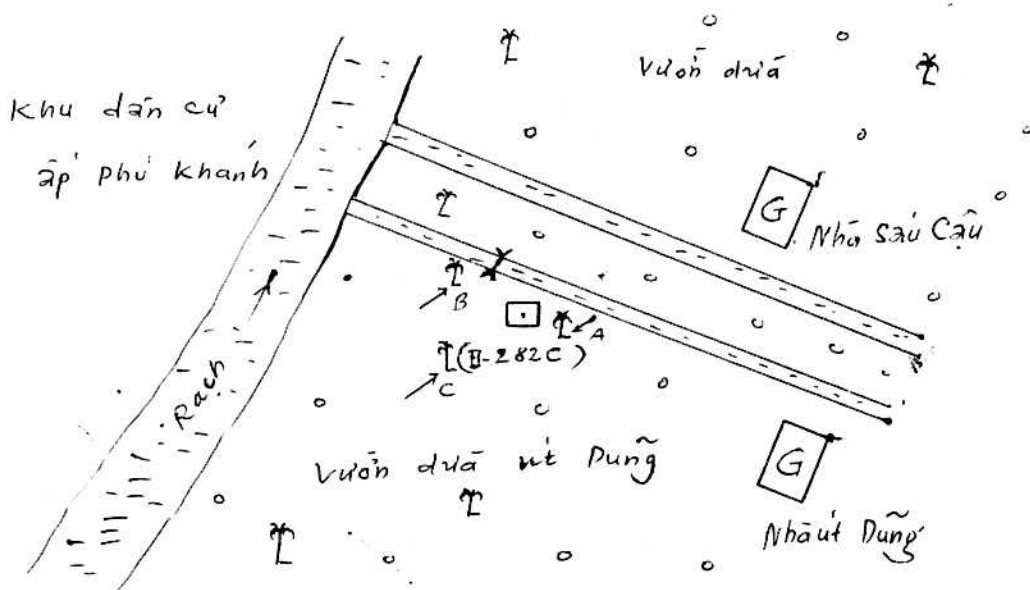 Vườn dừa
Khu dân cư
ấp phú Khánh
G
Nhà Sáu Cậu
B
A
(II-282C)
C
Rạch
Vườn dừa út Dũng
G
Nhà út Dũng